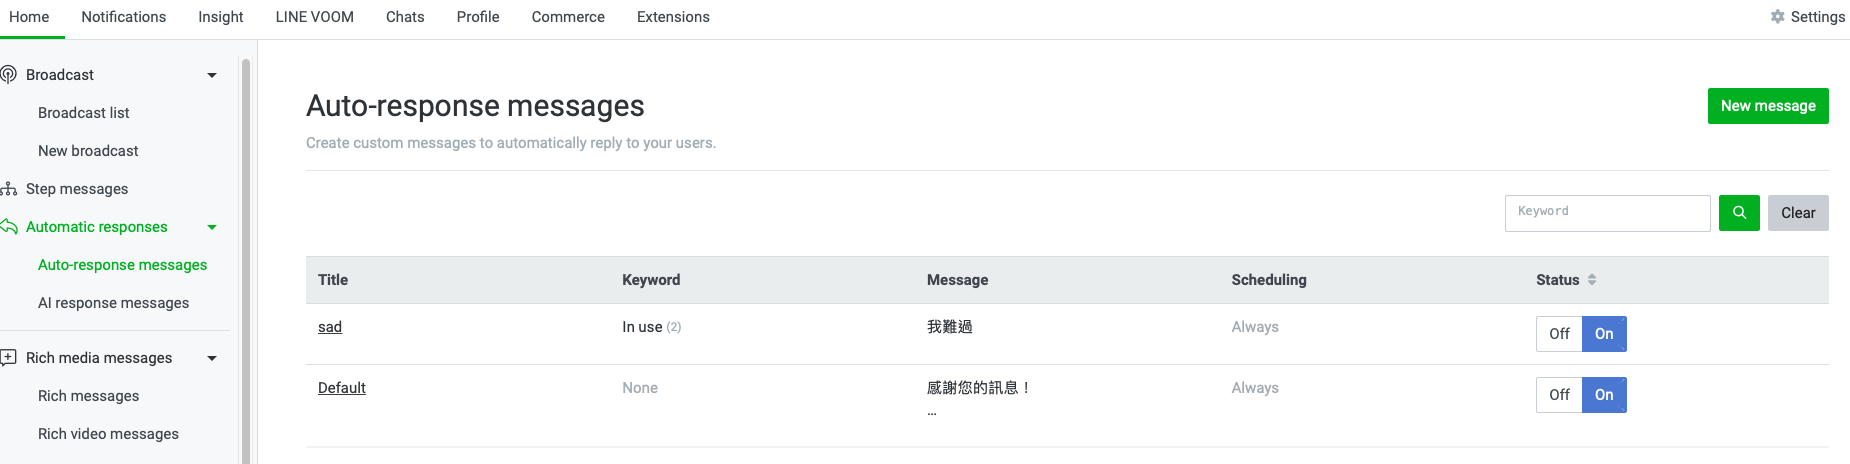 Home Notifications Insight LINE VOOM Chats Profile Commerce Extensions Settings
Broadcast
Broadcast list
New broadcast
Step messages
Automatic responses
Auto-response messages
AI response messages
Rich media messages
Rich messages
Rich video messages
Auto-response messages
New message
Create custom messages to automatically reply to your users.
Keyword Clear
Title Keyword Message Scheduling Status
sad In use (2) 我難過 Always Off On
Default None 感謝您的訊息! Always Off On
...